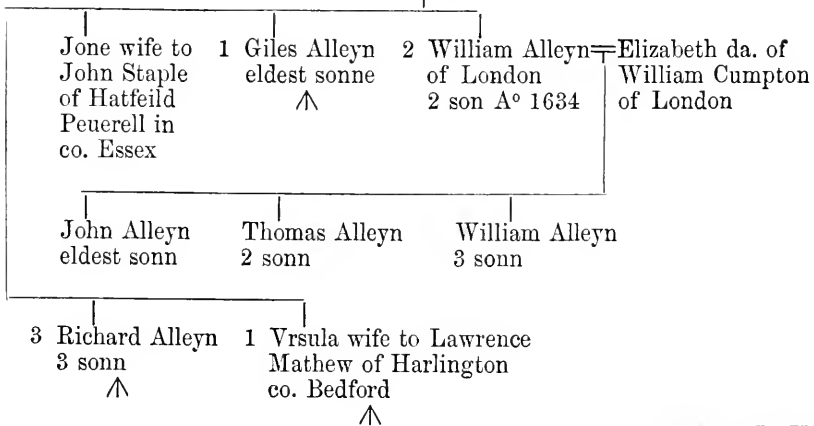 Jone wife to
John Staple
of Hatfeild
Peuerell in
co. Essex
1 Giles Alleyn
eldest sonne
2 William Alleyn
of London
2 son Aº 1634
Elizabeth da. of
William Cumpton
of London
John Alleyn
eldest sonn
Thomas Alleyn
2 sonn
William Alleyn
3 sonn
3 Richard Alleyn
3 sonn
1 Vrsula wife to Lawrence
Mathew of Harlington
co. Bedford